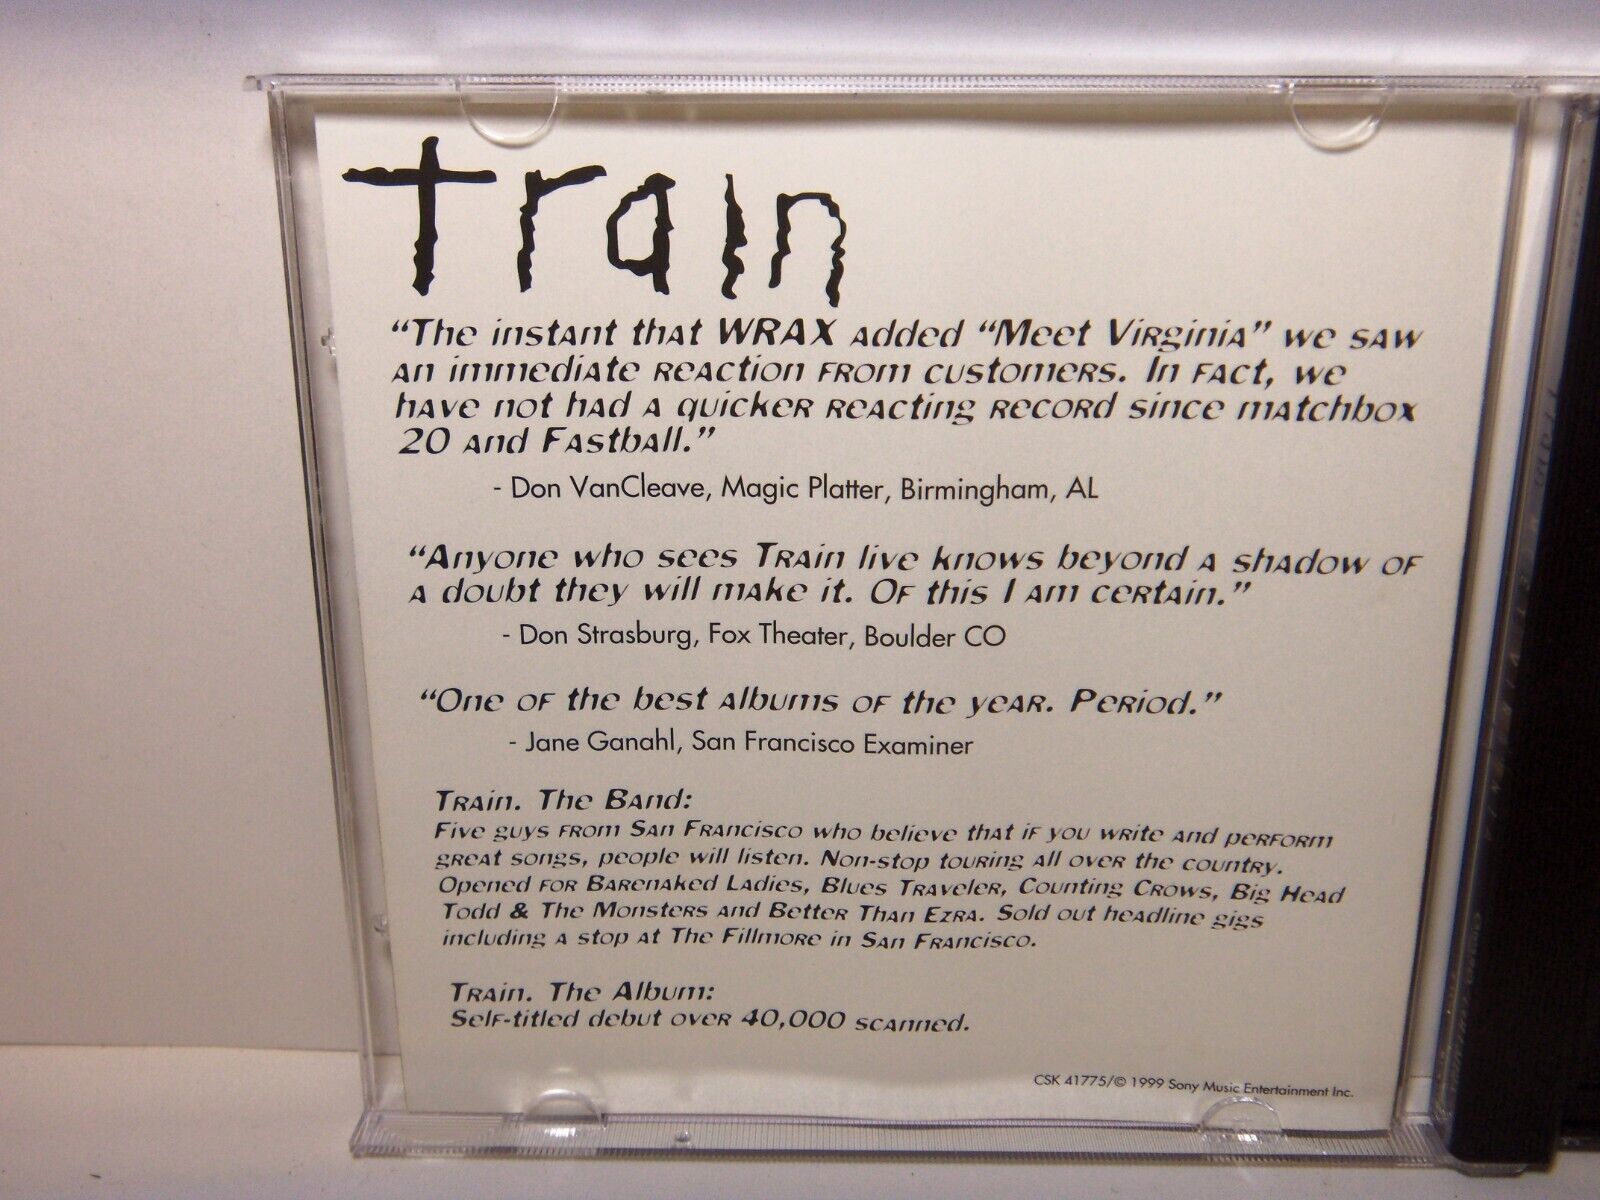 Train
“The instant that WRAX added “Meet Virginia” we saw
an immediate reaction from customers. In fact, we
have not had a quicker reacting record since matchbox
20 and Fastball.”
- Don VanCleave, Magic Platter, Birmingham, AL
“Anyone who sees Train live knows beyond a shadow of
a doubt they will make it. Of this I am certain.”
- Don Strasburg, Fox Theater, Boulder CO
“One of the best albums of the year. Period.”
- Jane Ganahl, San Francisco Examiner
Train. The Band:
Five guys from San Francisco who believe that if you write and perform
great songs, people will listen. Non-stop touring all over the country.
Opened for Barenaked Ladies, Blues Traveler, Counting Crows, Big Head
Todd & The Monsters and Better Than Ezra. Sold out headline gigs
including a stop at The Fillmore in San Francisco.
Train. The Album:
Self-titled debut over 40,000 scanned.
CSK 41775/© 1999 Sony Music Entertainment Inc.